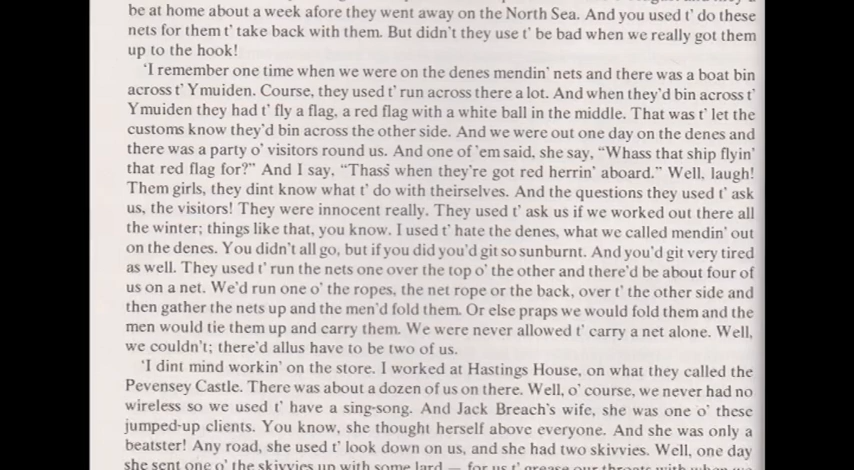 be at home about a week afore they went away on the North Sea. And you used t' do these
nets for them t' take back with them. But didn't they use t' be bad when we really got them
up to the hook!
'I remember one time when we were on the denes mendin' nets and there was a boat bin
across t' Ymuiden. Course, they used t' run across there a lot. And when they'd bin across t'
Ymuiden they had t' fly a flag, a red flag with a white ball in the middle. That was t' let the
customs know they'd bin across the other side. And we were out one day on the denes and
there was a party o' visitors round us. And one of 'em said, she say, "Whass that ship flyin'
that red flag for?" And I say, "Thass when they're got red herrin' aboard." Well, laugh!
Them girls, they dint know what t' do with theirselves. And the questions they used t' ask
us, the visitors! They were innocent really. They used t' ask us if we worked out there all
the winter; things like that, you know. I used t' hate the denes, what we called mendin' out
on the denes. You didn't all go, but if you did you'd git so sunburnt. And you'd git very tired
as well. They used t' run the nets one over the top o' the other and there'd be about four of
us on a net. We'd run one o' the ropes, the net rope or the back, over t' the other side and
then gather the nets up and the men'd fold them. Or else praps we would fold them and the
men would tie them up and carry them. We were never allowed t' carry a net alone. Well,
we couldn't; there'd allus have to be two of us.
'I dint mind workin' on the store. I worked at Hastings House, on what they called the
Pevensey Castle. There was about a dozen of us on there. Well, o' course, we never had no
wireless so we used t' have a sing-song. And Jack Breach's wife, she was one o' these
jumped-up clients. You know, she thought herself above everyone. And she was only a
beatster! Any road, she used t' look down on us, and she had two skivvies. Well, one day
she sent one o' the skivvies up with some lard — for us t' grease our throats with when we